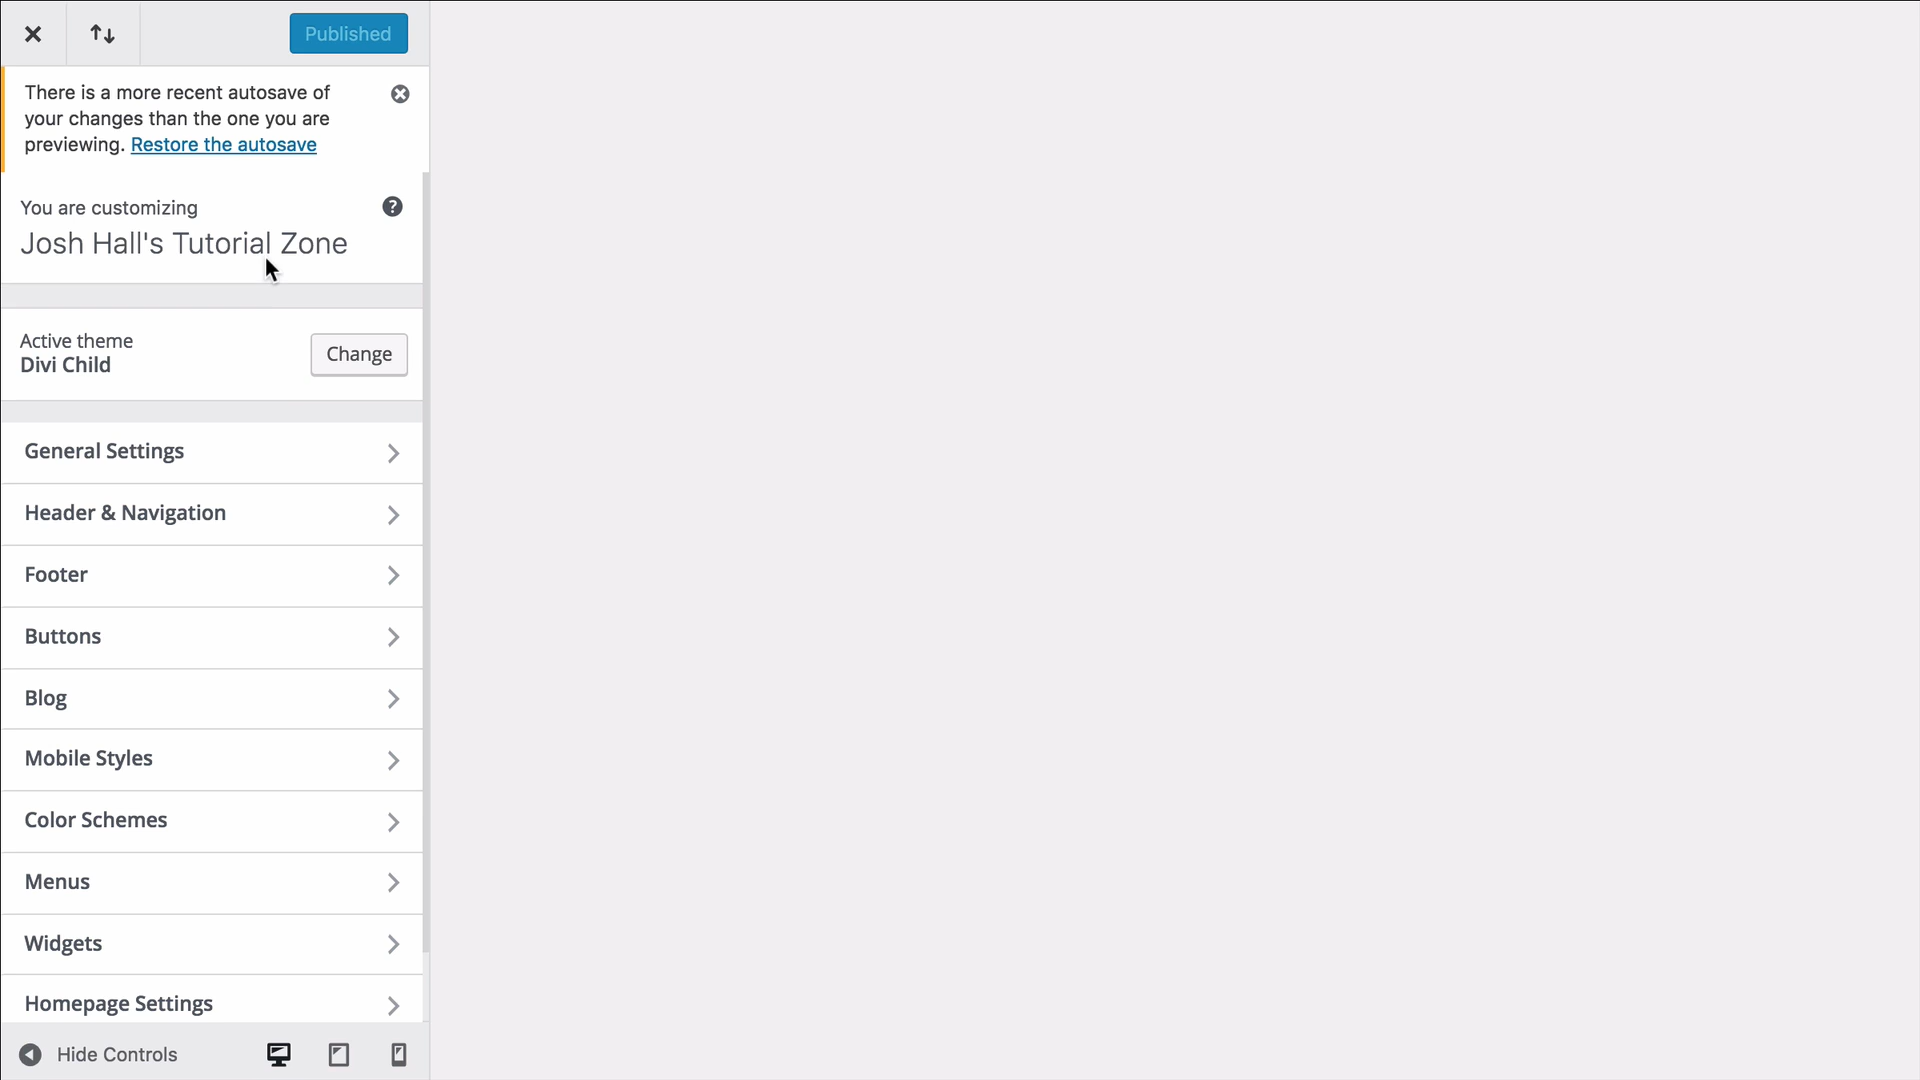 Published
There is a more recent autosave of
your changes than the one you are
previewing. Restore the autosave
You are customizing
Josh Hall's Tutorial Zone
Active theme
Divi Child
Change
General Settings
Header & Navigation
Footer
Buttons
Blog
Mobile Styles
Color Schemes
Menus
Widgets
Homepage Settings
Hide Controls